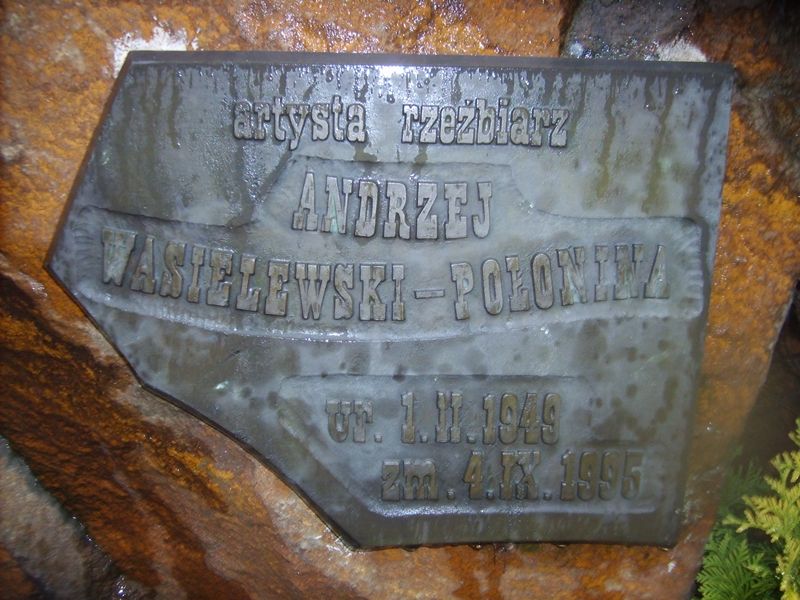 artysta rzeźbiarz
ANDRZEJ
WASIELEWSKI-POŁONINA
ur. 1.II.1949
zm. 4.IX.1995